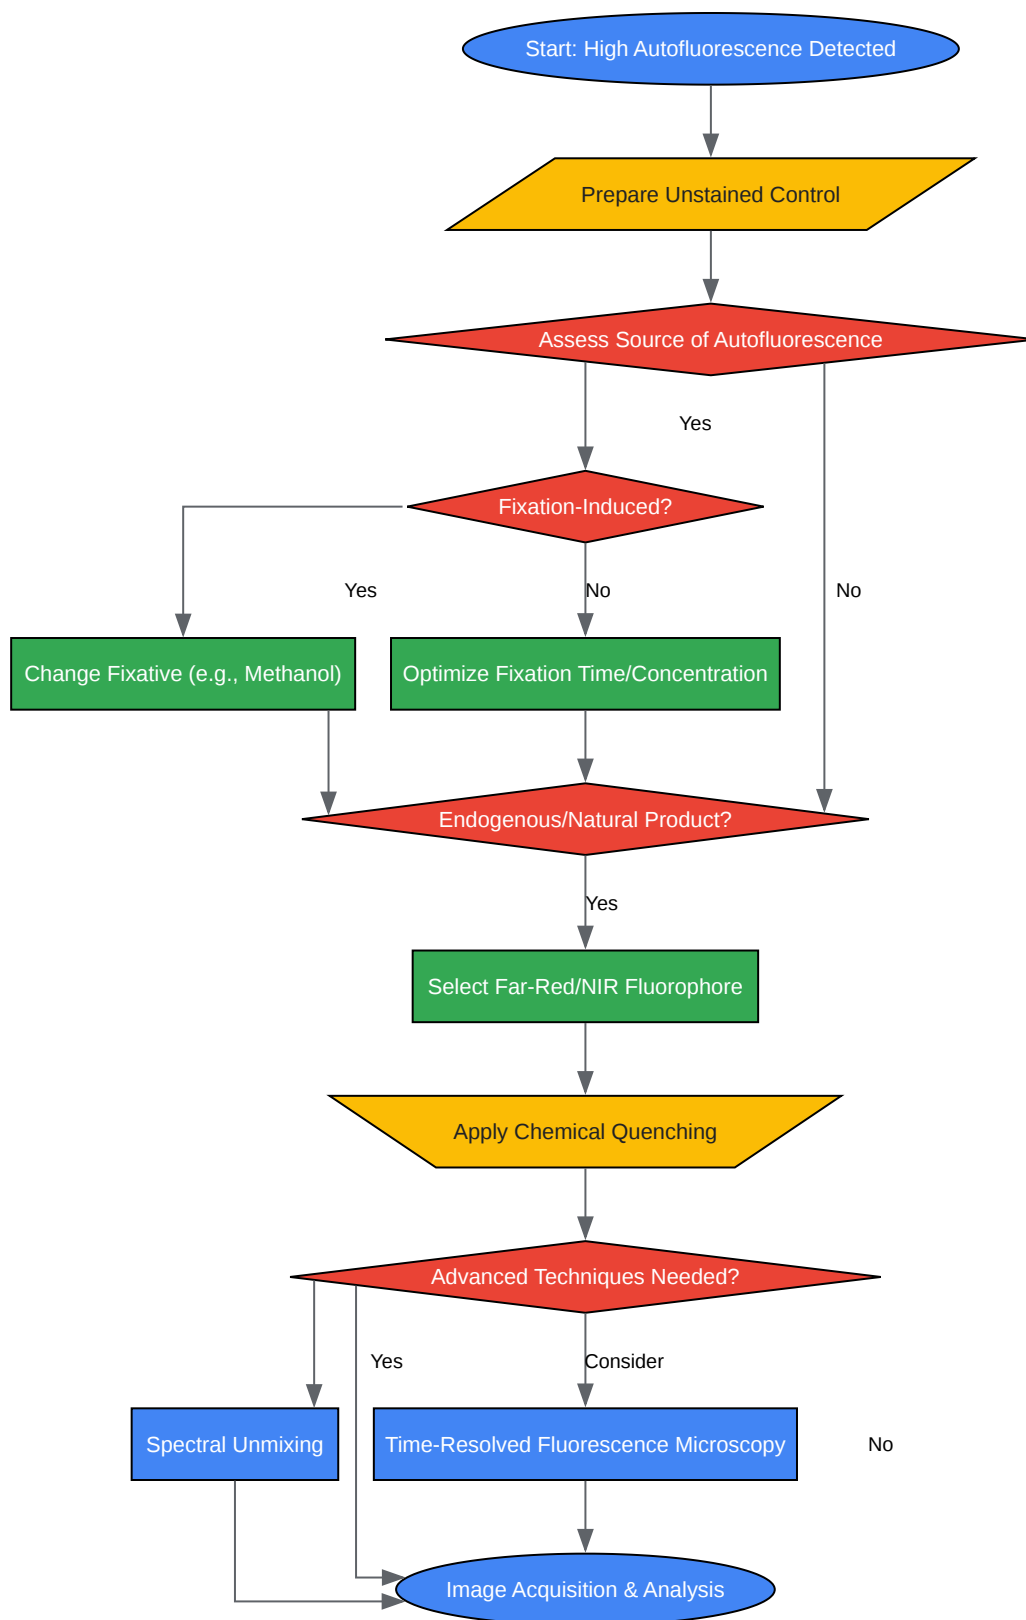 Start: High Autofluorescence Detected
Prepare Unstained Control
Assess Source of Autofluorescence
Yes
Fixation-Induced?
Yes
No
No
Change Fixative (e.g., Methanol)
Optimize Fixation Time/Concentration
Endogenous/Natural Product?
Yes
Select Far-Red/NIR Fluorophore
Apply Chemical Quenching
Advanced Techniques Needed?
Yes
Consider
Spectral Unmixing
Time-Resolved Fluorescence Microscopy
No
Image Acquisition & Analysis